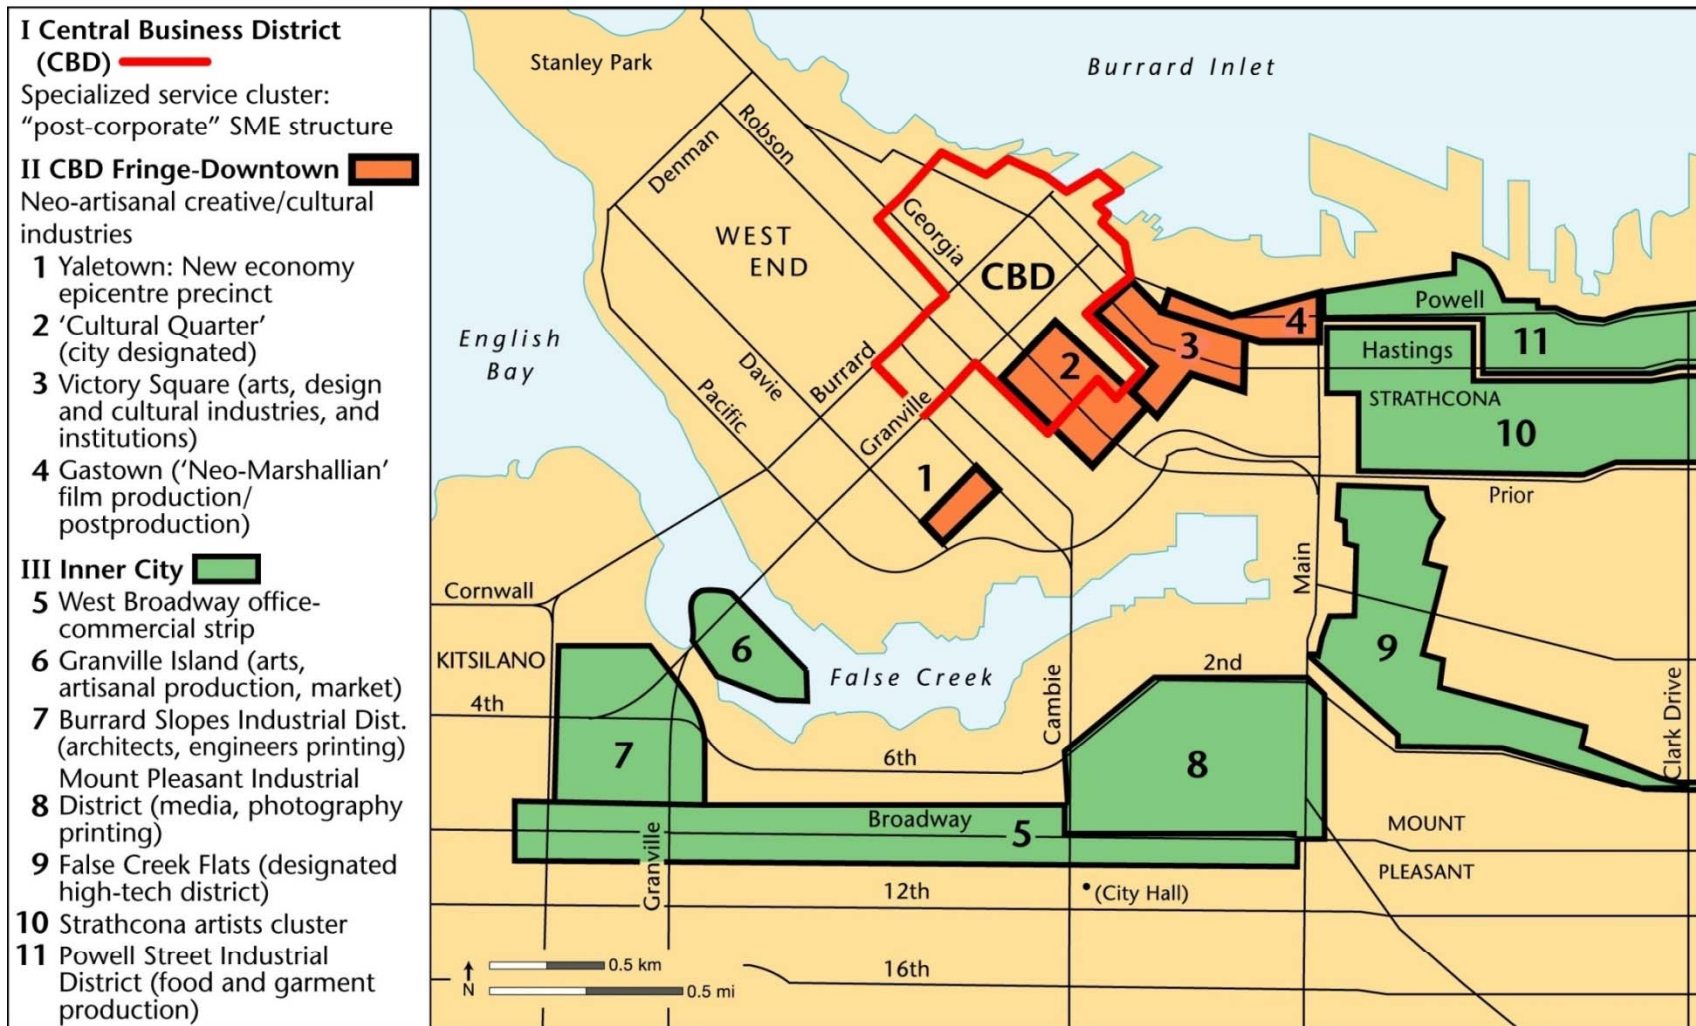 I Central Business District
(CBD)
Specialized service cluster:
“post-corporate” SME structure
II CBD Fringe-Downtown
Neo-artisanal creative/cultural
industries
1 Yaletown: New economy
epicentre precinct
2 ‘Cultural Quarter’
(city designated)
3 Victory Square (arts, design
and cultural industries, and
institutions)
4 Gastown (‘Neo-Marshallian’
film production/
postproduction)
III Inner City
5 West Broadway office-
commercial strip
6 Granville Island (arts,
artisanal production, market)
7 Burrard Slopes Industrial Dist.
(architects, engineers printing)
Mount Pleasant Industrial
8 District (media, photography
printing)
9 False Creek Flats (designated
high-tech district)
10 Strathcona artists cluster
11 Powell Street Industrial
District (food and garment
production)
Stanley Park
Burrard Inlet
Robson
Denman
Georgia
WEST
END
CBD
English
Bay
Davie
Burrard
Pacific
Granville
1
2
3
4
Powell
11
Hastings
STRATHCONA
10
Prior
Main
Cornwall
KITSILANO
6
False Creek
Cambie
2nd
9
Clark Drive
4th
7
6th
8
Broadway
5
Granville
MOUNT
PLEASANT
12th
(City Hall)
16th
N
0.5 km
0.5 mi